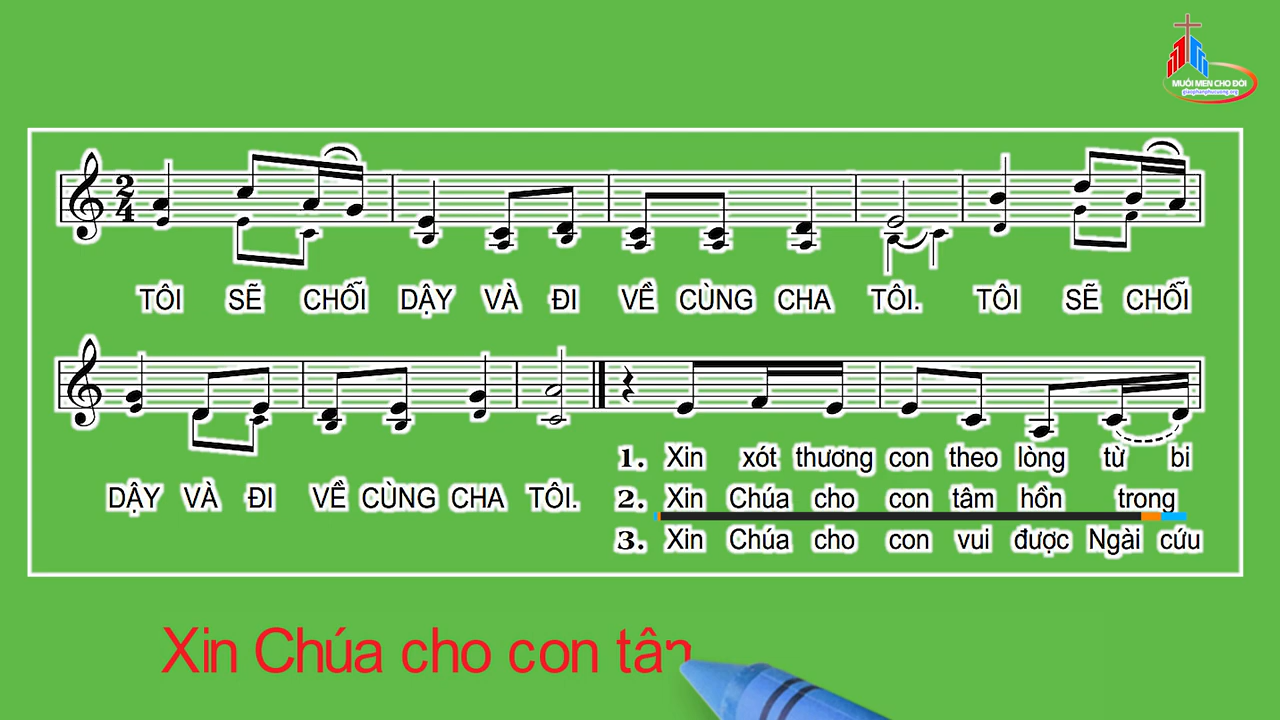 MUỐI MEN CHO ĐỜI
giaophanphucuong.org
TÔI SẼ CHỖI DẬY VÀ ĐI VỀ CÙNG CHA TÔI. TÔI SẼ CHỖI
DẬY VÀ ĐI VỀ CÙNG CHA TÔI.
1. Xin xót thương con theo lòng từ bi
2. Xin Chúa cho con tâm hồn trong
3. Xin Chúa cho con vui được Ngài cứu
Xin Chúa cho con tân